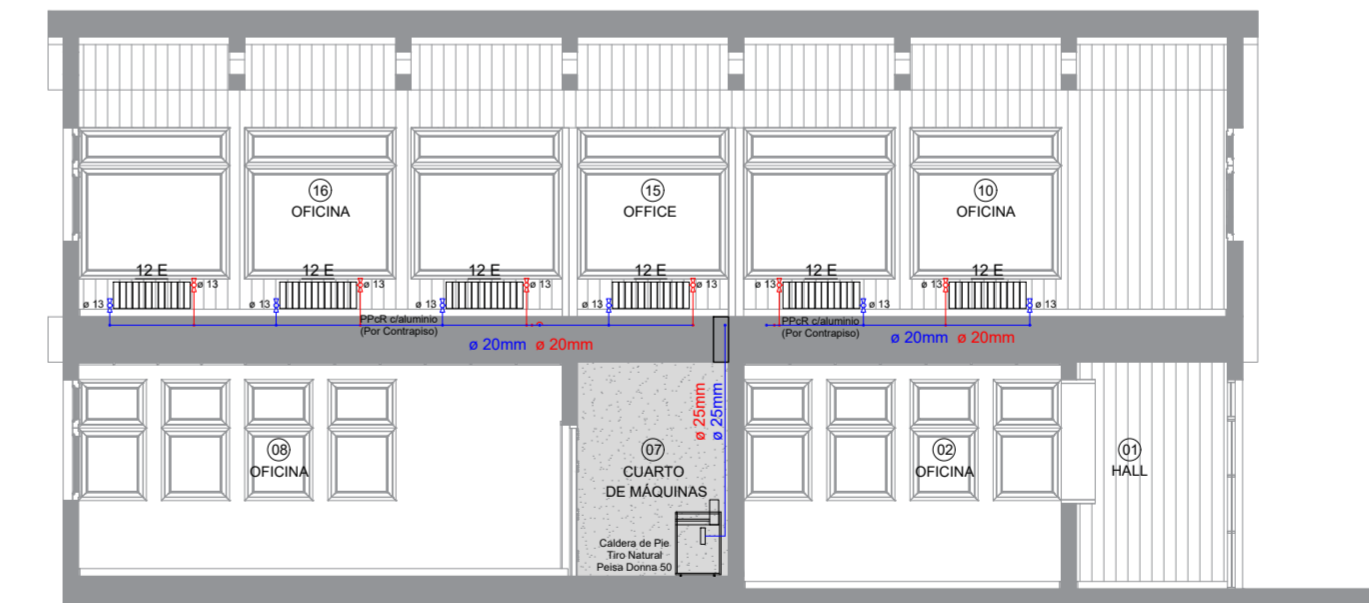 16
OFICINA
15
OFFICE
10
OFICINA
12 E
12 E
12 E
12 E
12 E
12 E
ø 13
ø 13
ø 13
ø 13
ø 13
ø 13
ø 13
ø 13
ø 13
ø 13
ø 13
ø 13
PPcR c/aluminio
(Por Contrapiso)
ø 20mm
ø 20mm
PPcR c/aluminio
(Por Contrapiso)
ø 20mm
ø 20mm
ø 25mm
ø 25mm
08
OFICINA
07
CUARTO
DE MÁQUINAS
02
OFICINA
01
HALL
Caldera de Pie
Tiro Natural
Peisa Donna 50